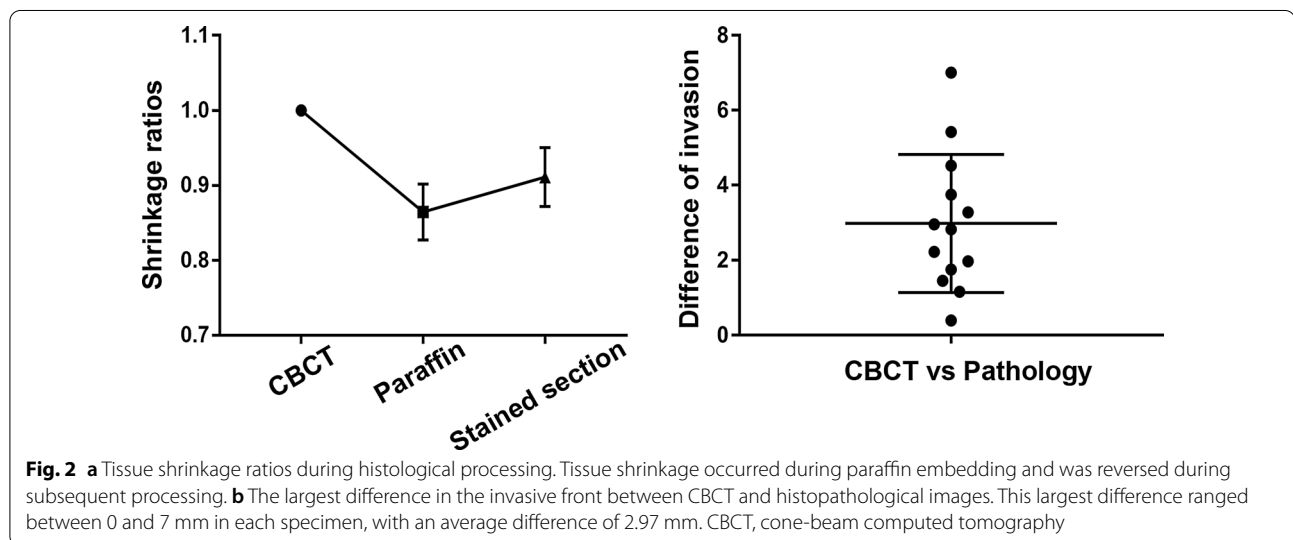 1.1
1.0
0.9
0.8
0.7
Shrinkage ratios
CBCT
Paraffin
Stained section
8
6
4
2
0
Difference of invasion
CBCT vs Pathology
Fig. 2 a Tissue shrinkage ratios during histological processing. Tissue shrinkage occurred during paraffin embedding and was reversed during
subsequent processing. b The largest difference in the invasive front between CBCT and histopathological images. This largest difference ranged
between 0 and 7 mm in each specimen, with an average difference of 2.97 mm. CBCT, cone-beam computed tomography